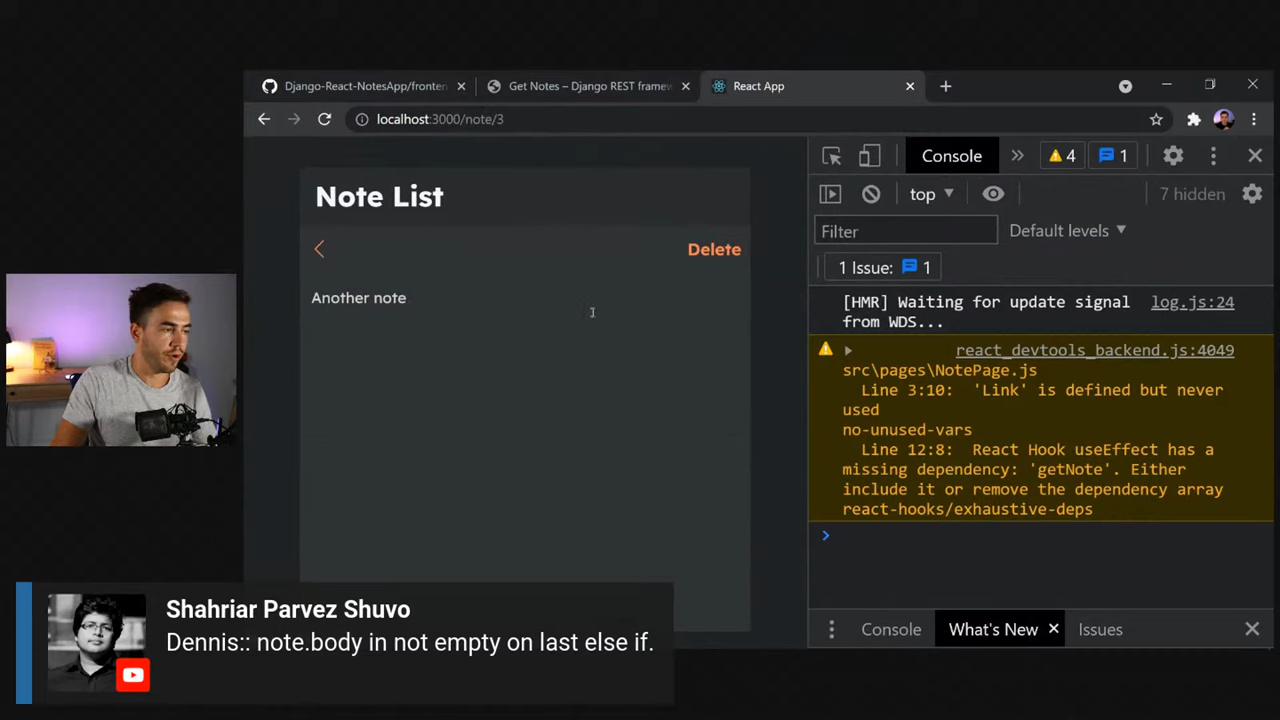 Django-React-NotesApp/fronten
Get Notes – Django REST framew
React App
localhost:3000/note/3
Note List
Delete
Another note
Console
4
1
top
7 hidden
Filter
Default levels
1 Issue:
1
[HMR] Waiting for update signal
log.js:24
from WDS...
react_devtools_backend.js:4049
src\pages\NotePage.js
Line 3:10:  'Link' is defined but never
used
no-unused-vars
Line 12:8:  React Hook useEffect has a
missing dependency: 'getNote'. Either
include it or remove the dependency array
react-hooks/exhaustive-deps
Console
What's New
Issues
Shahriar Parvez Shuvo
Dennis:: note.body in not empty on last else if.